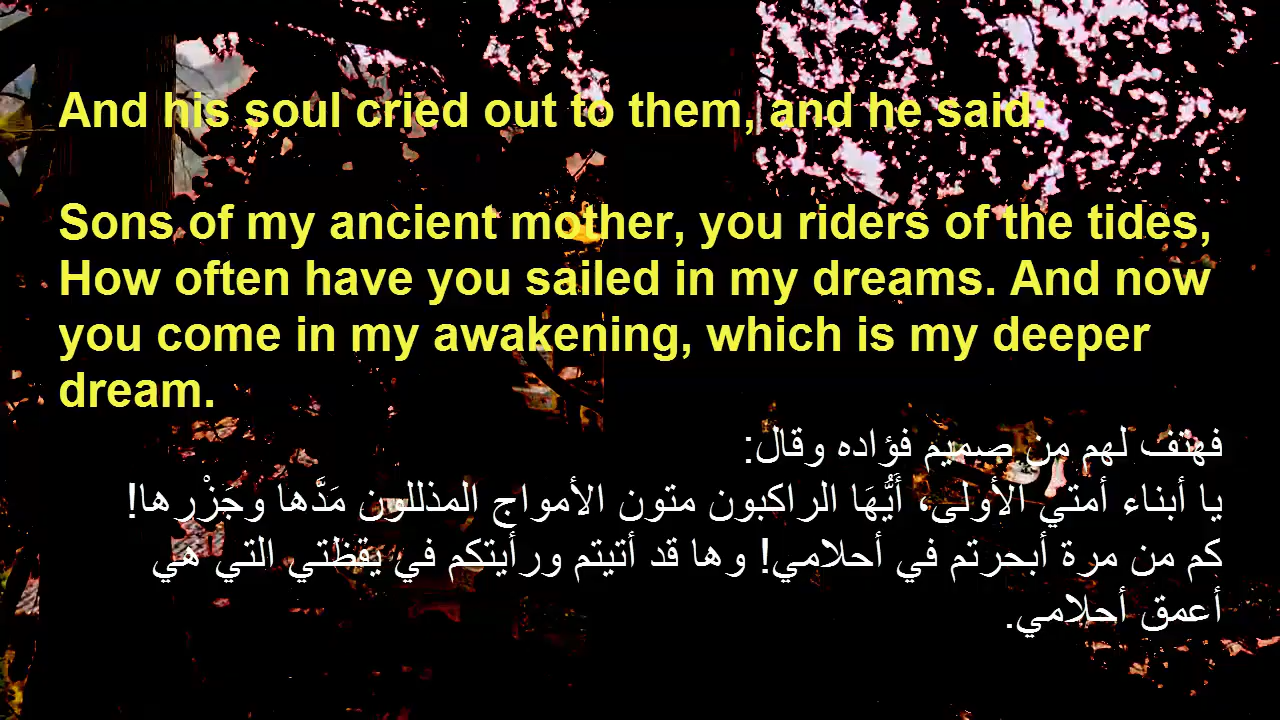 And his soul cried out to them, and he said:
Sons of my ancient mother, you riders of the tides,
How often have you sailed in my dreams. And now
you come in my awakening, which is my deeper
dream.
فهتف لهم من صميم فؤاده وقال:
يا أبناء أمتي الأولى، أَيُّهَا الراكبون متون الأمواج المذللون مَدَّها وجَزْرها!
كم من مرة أبحرتم في أحلامي! وها قد أتيتم ورأيتكم في يقظتي التي هي
أعمق أحلامي.